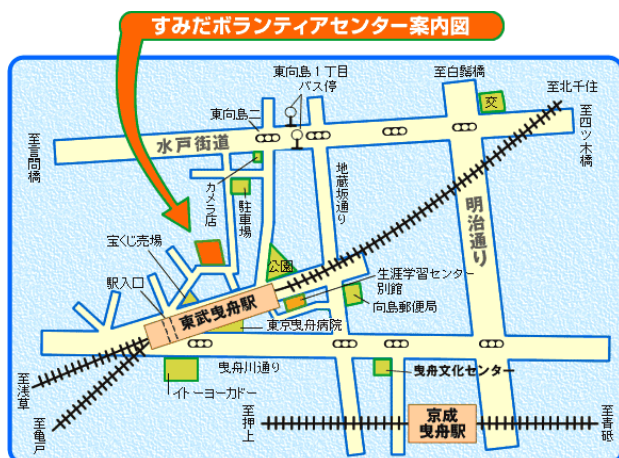 すみだボランティアセンター案内図
東向島1丁目
バス停
至白鬚橋
至北千住
交
東向島二
水戸街道
至言問橋
至四ツ木橋
カメラ店
駐車場
地蔵坂通り
明治通り
宝くじ売場
公園
駅入口
生涯学習センター
別館
東武曳舟駅
向島郵便局
東京曳舟病院
曳舟川通り
曳舟文化センター
至浅草
イトーヨーカドー
至亀戸
至押上
京成
曳舟駅
至青砥